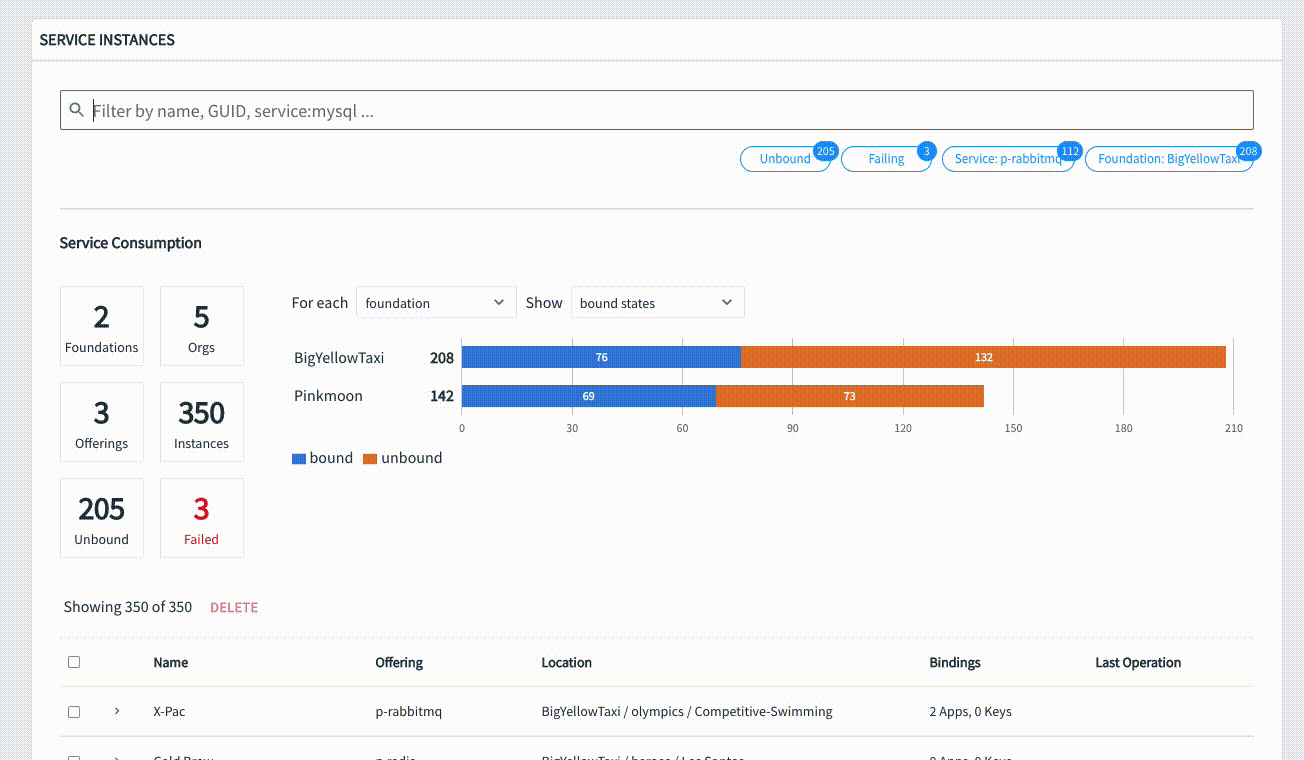 SERVICE INSTANCES
Filter by name, GUID, service:mysql ...
Unbound 205 Failing 3 Service: p-rabbitmq 112 Foundation: BigYellowTaxi 208
Service Consumption
2 Foundations
5 Orgs
For each foundation Show bound states
BigYellowTaxi 208 76 132
Pinkmoon 142 69 73
0 30 60 90 120 150 180 210
bound unbound
3 Offerings
350 Instances
205 Unbound
3 Failed
Showing 350 of 350 DELETE
Name Offering Location Bindings Last Operation
X-Pac p-rabbitmq BigYellowTaxi / olympics / Competitive-Swimming 2 Apps, 0 Keys